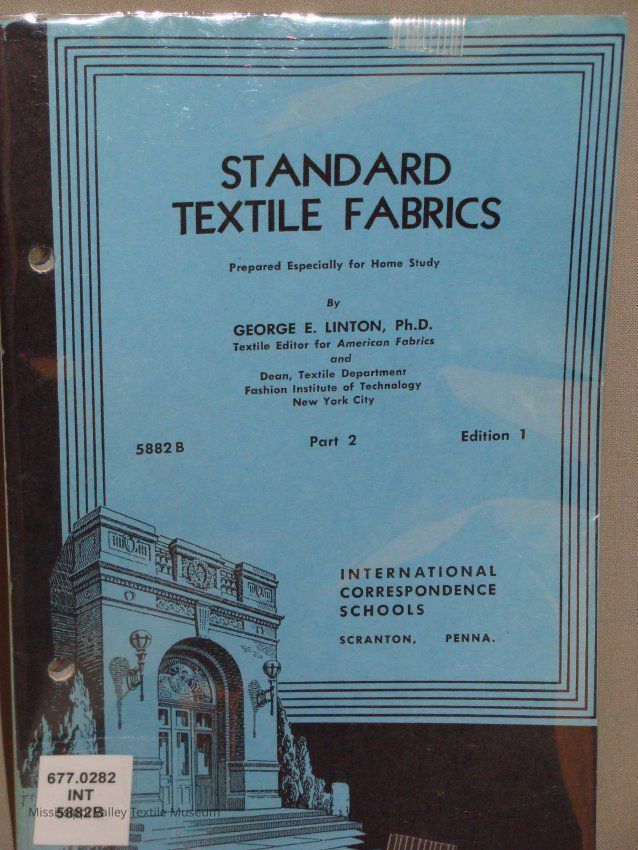 STANDARD
TEXTILE FABRICS
Prepared Especially for Home Study
By
GEORGE E. LINTON, Ph.D.
Textile Editor for American Fabrics
and
Dean, Textile Department
Fashion Institute of Technology
New York City
5882 B Part 2 Edition 1
INTERNATIONAL
CORRESPONDENCE
SCHOOLS
SCRANTON, PENNA.
677.0282
INT
5882B
Mississippi Valley Textile Museum